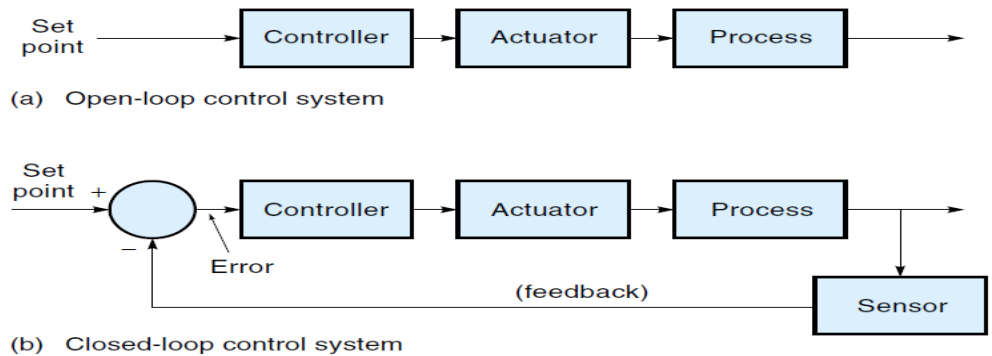 Set
point
Controller
Actuator
Process
(a) Open-loop control system
Set
point
+
−
Controller
Actuator
Process
Error
(feedback)
Sensor
(b) Closed-loop control system